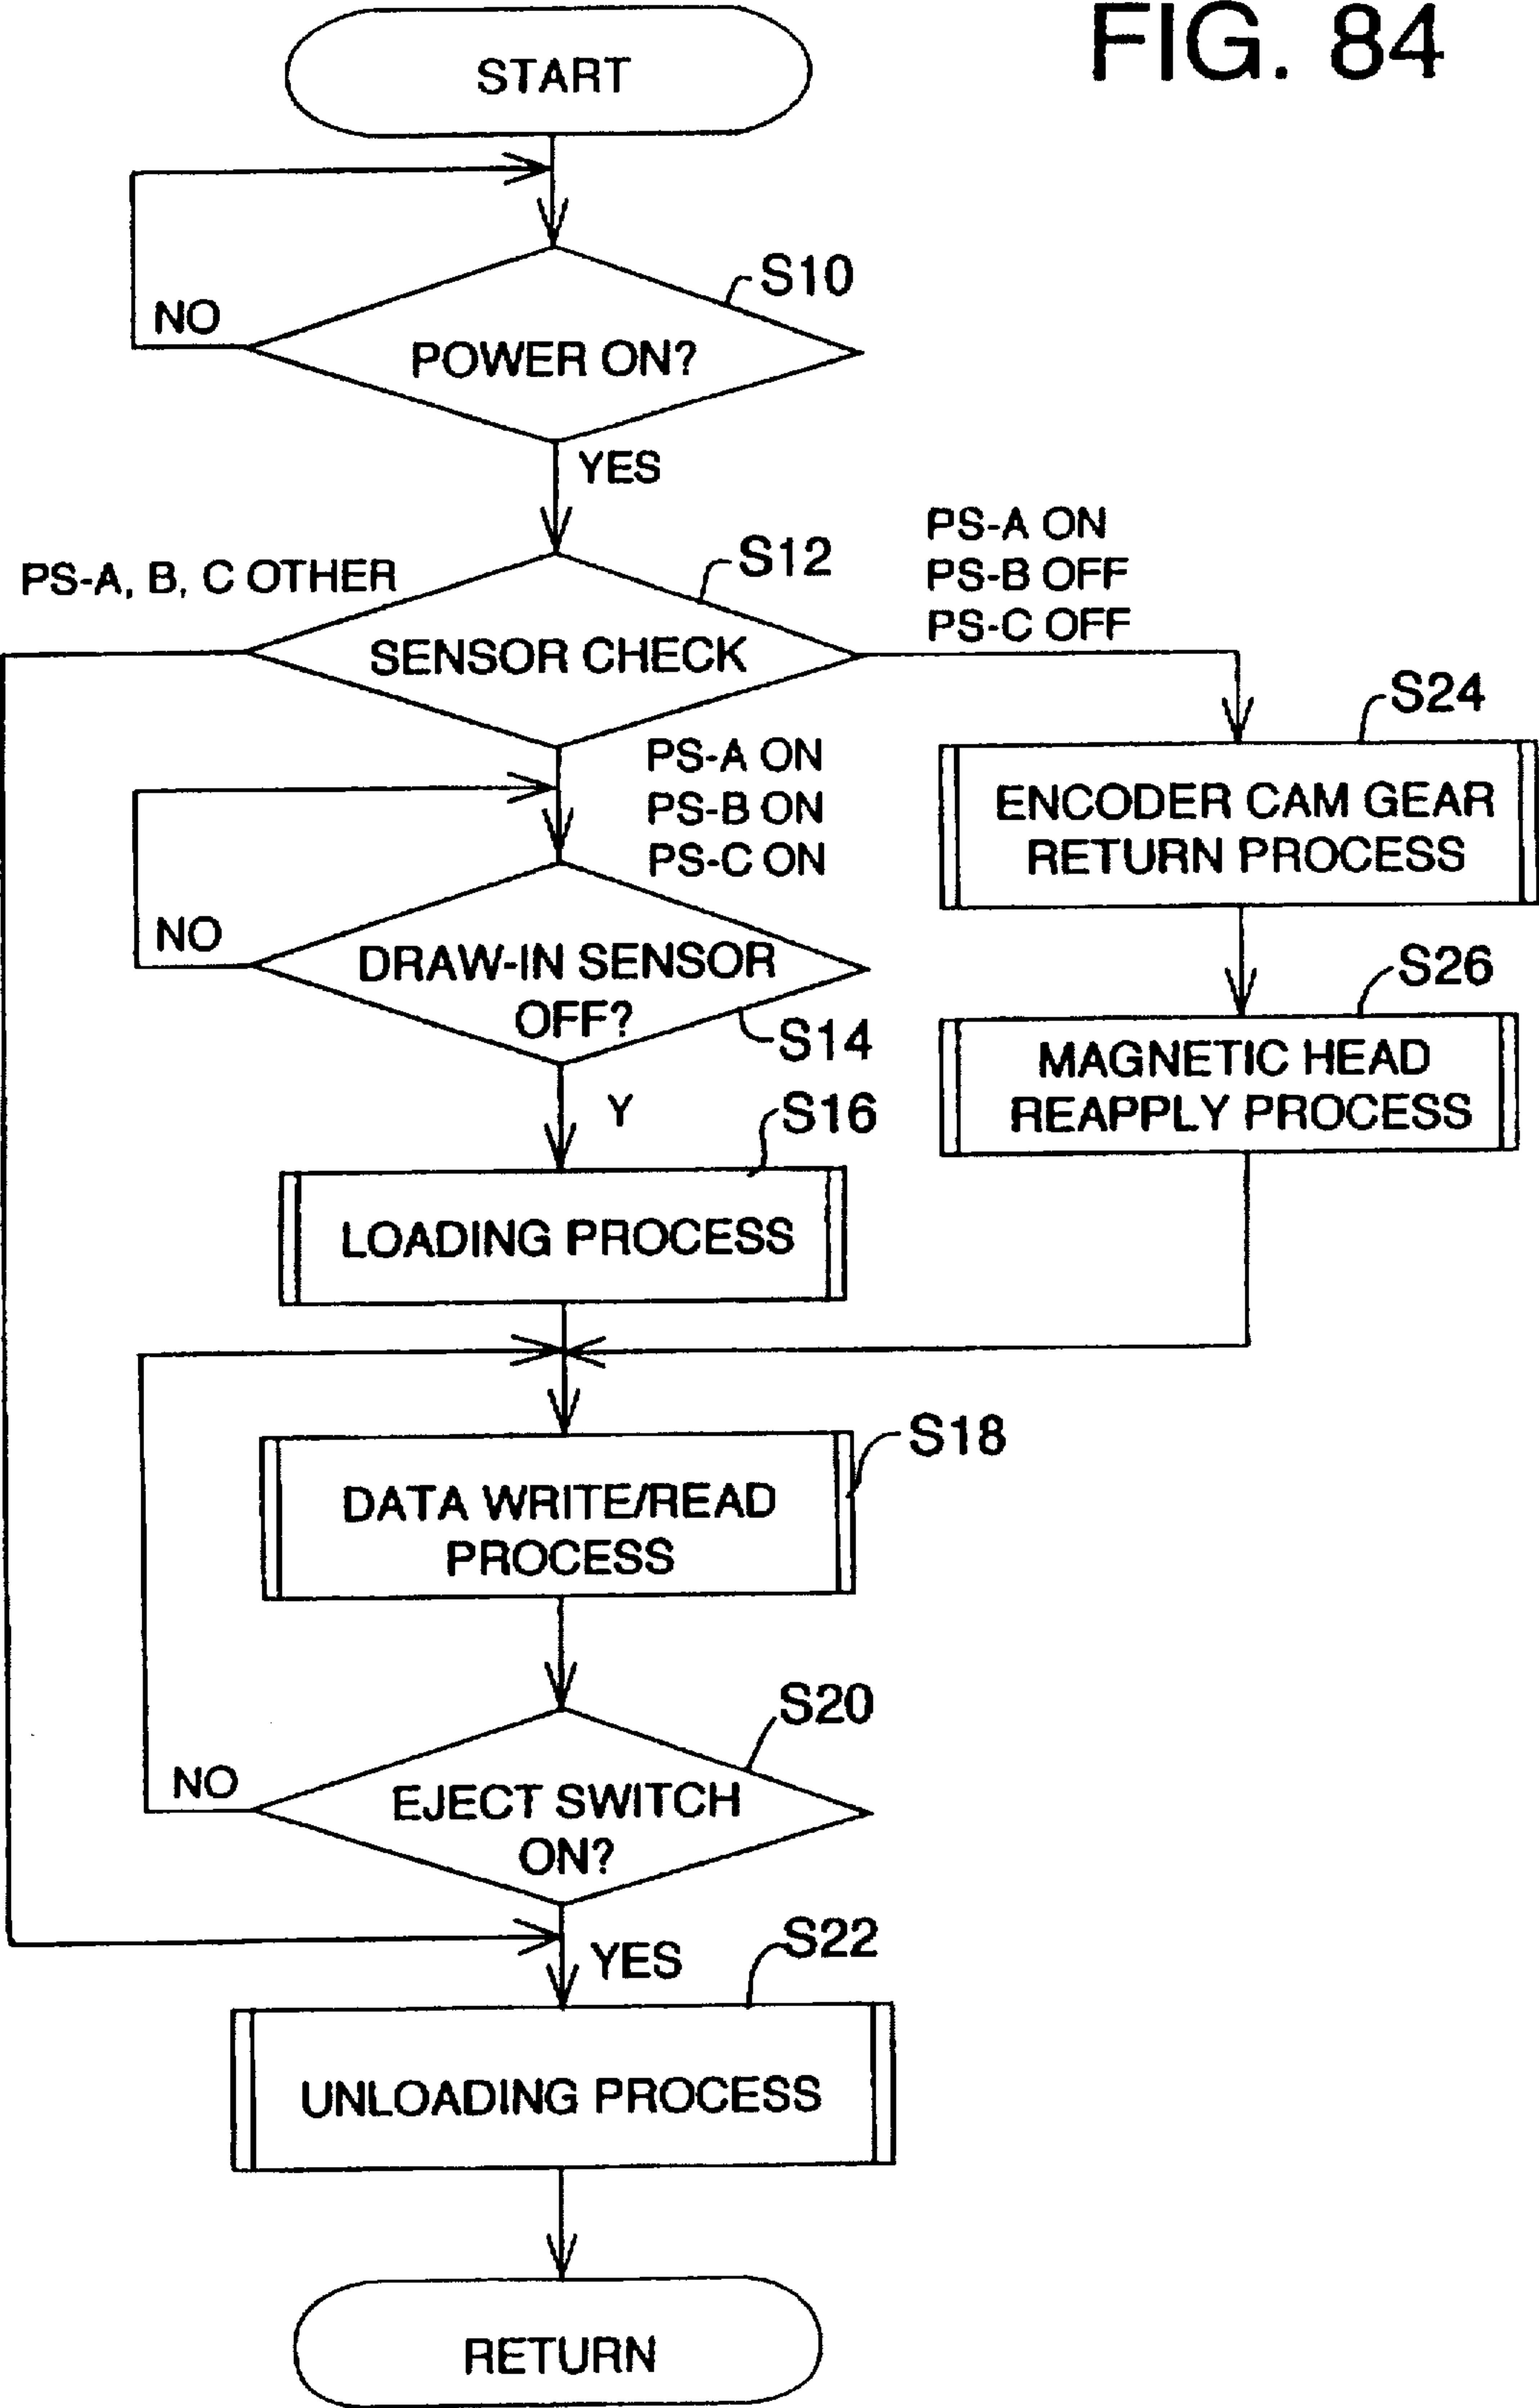 FIG. 84
START
S10
NO
POWER ON?
YES
PS-A ON
PS-B OFF
PS-C OFF
S12
PS-A, B, C OTHER
SENSOR CHECK
S24
PS-A ON
PS-B ON
PS-C ON
ENCODER CAM GEAR
RETURN PROCESS
NO
DRAW-IN SENSOR
OFF?
S14
S26
MAGNETIC HEAD
REAPPLY PROCESS
Y
S16
LOADING PROCESS
S18
DATA WRITE/READ
PROCESS
S20
NO
EJECT SWITCH
ON?
YES
S22
UNLOADING PROCESS
RETURN